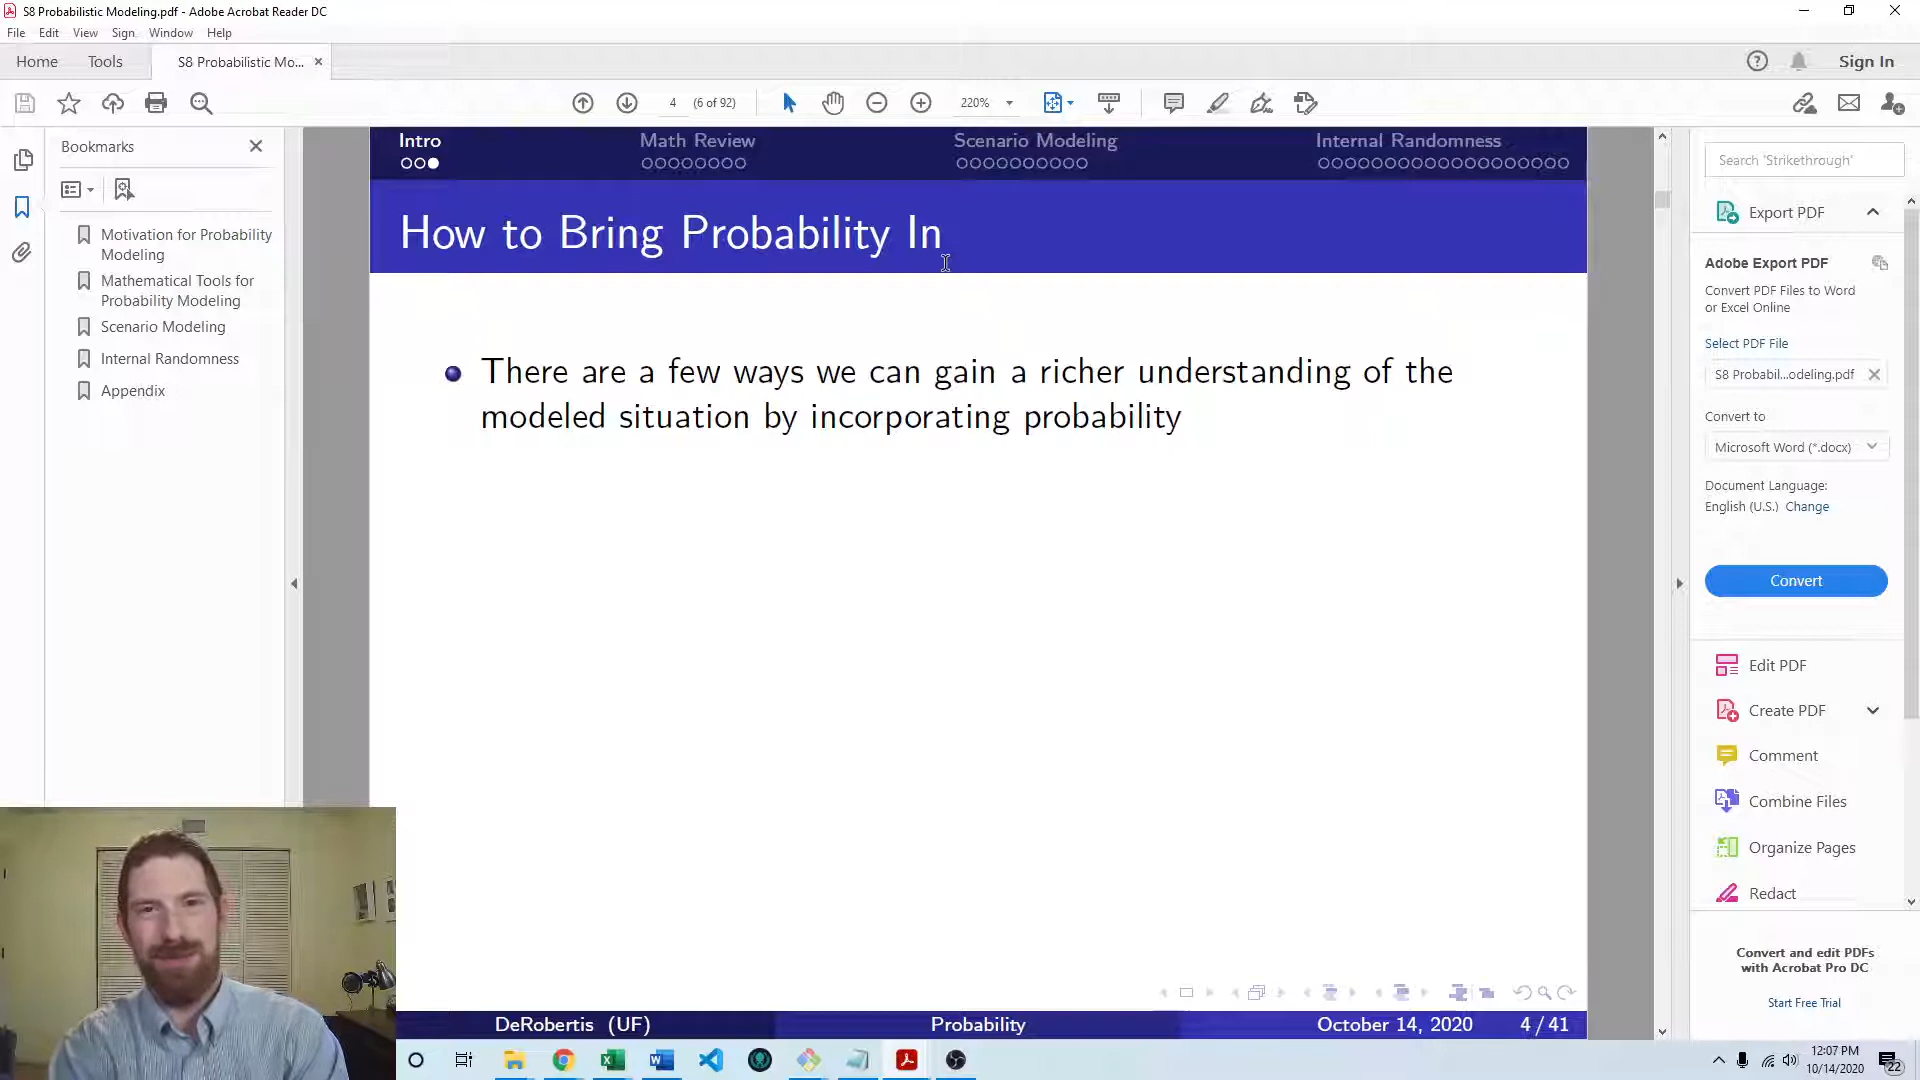 S8 Probabilistic Modeling.pdf - Adobe Acrobat Reader DC
File Edit View Sign Window Help
Home Tools S8 Probabilistic Mo... × Sign In
4 (6 of 92) 220%
Bookmarks
Motivation for Probability
Modeling
Mathematical Tools for
Probability Modeling
Scenario Modeling
Internal Randomness
Appendix
Intro Math Review Scenario Modeling Internal Randomness
How to Bring Probability In
There are a few ways we can gain a richer understanding of the
modeled situation by incorporating probability
DeRobertis (UF) Probability October 14, 2020 4 / 41
Search 'Strikethrough'
Export PDF
Adobe Export PDF
Convert PDF Files to Word
or Excel Online
Select PDF File
S8 Probabil...odeling.pdf
Convert to
Microsoft Word (*.docx)
Document Language:
English (U.S.) Change
Convert
Edit PDF
Create PDF
Comment
Combine Files
Organize Pages
Redact
Convert and edit PDFs
with Acrobat Pro DC
Start Free Trial
12:07 PM
10/14/2020
22